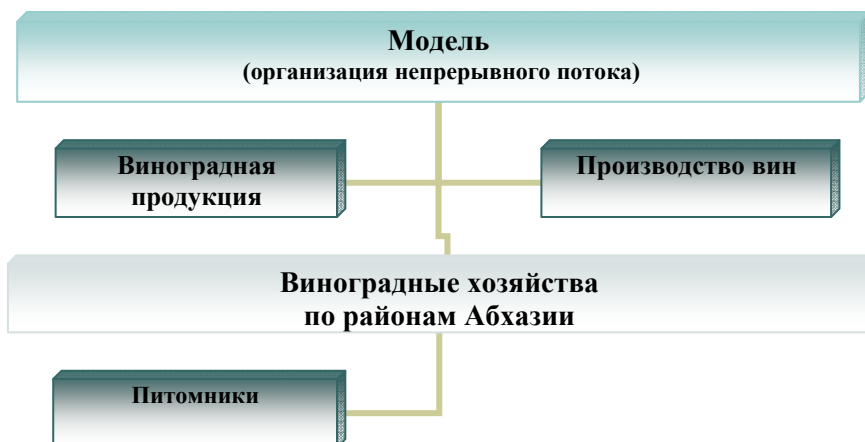 Модель
(организация непрерывного потока)
Виноградная
продукция
Производство вин
Виноградные хозяйства
по районам Абхазии
Питомники